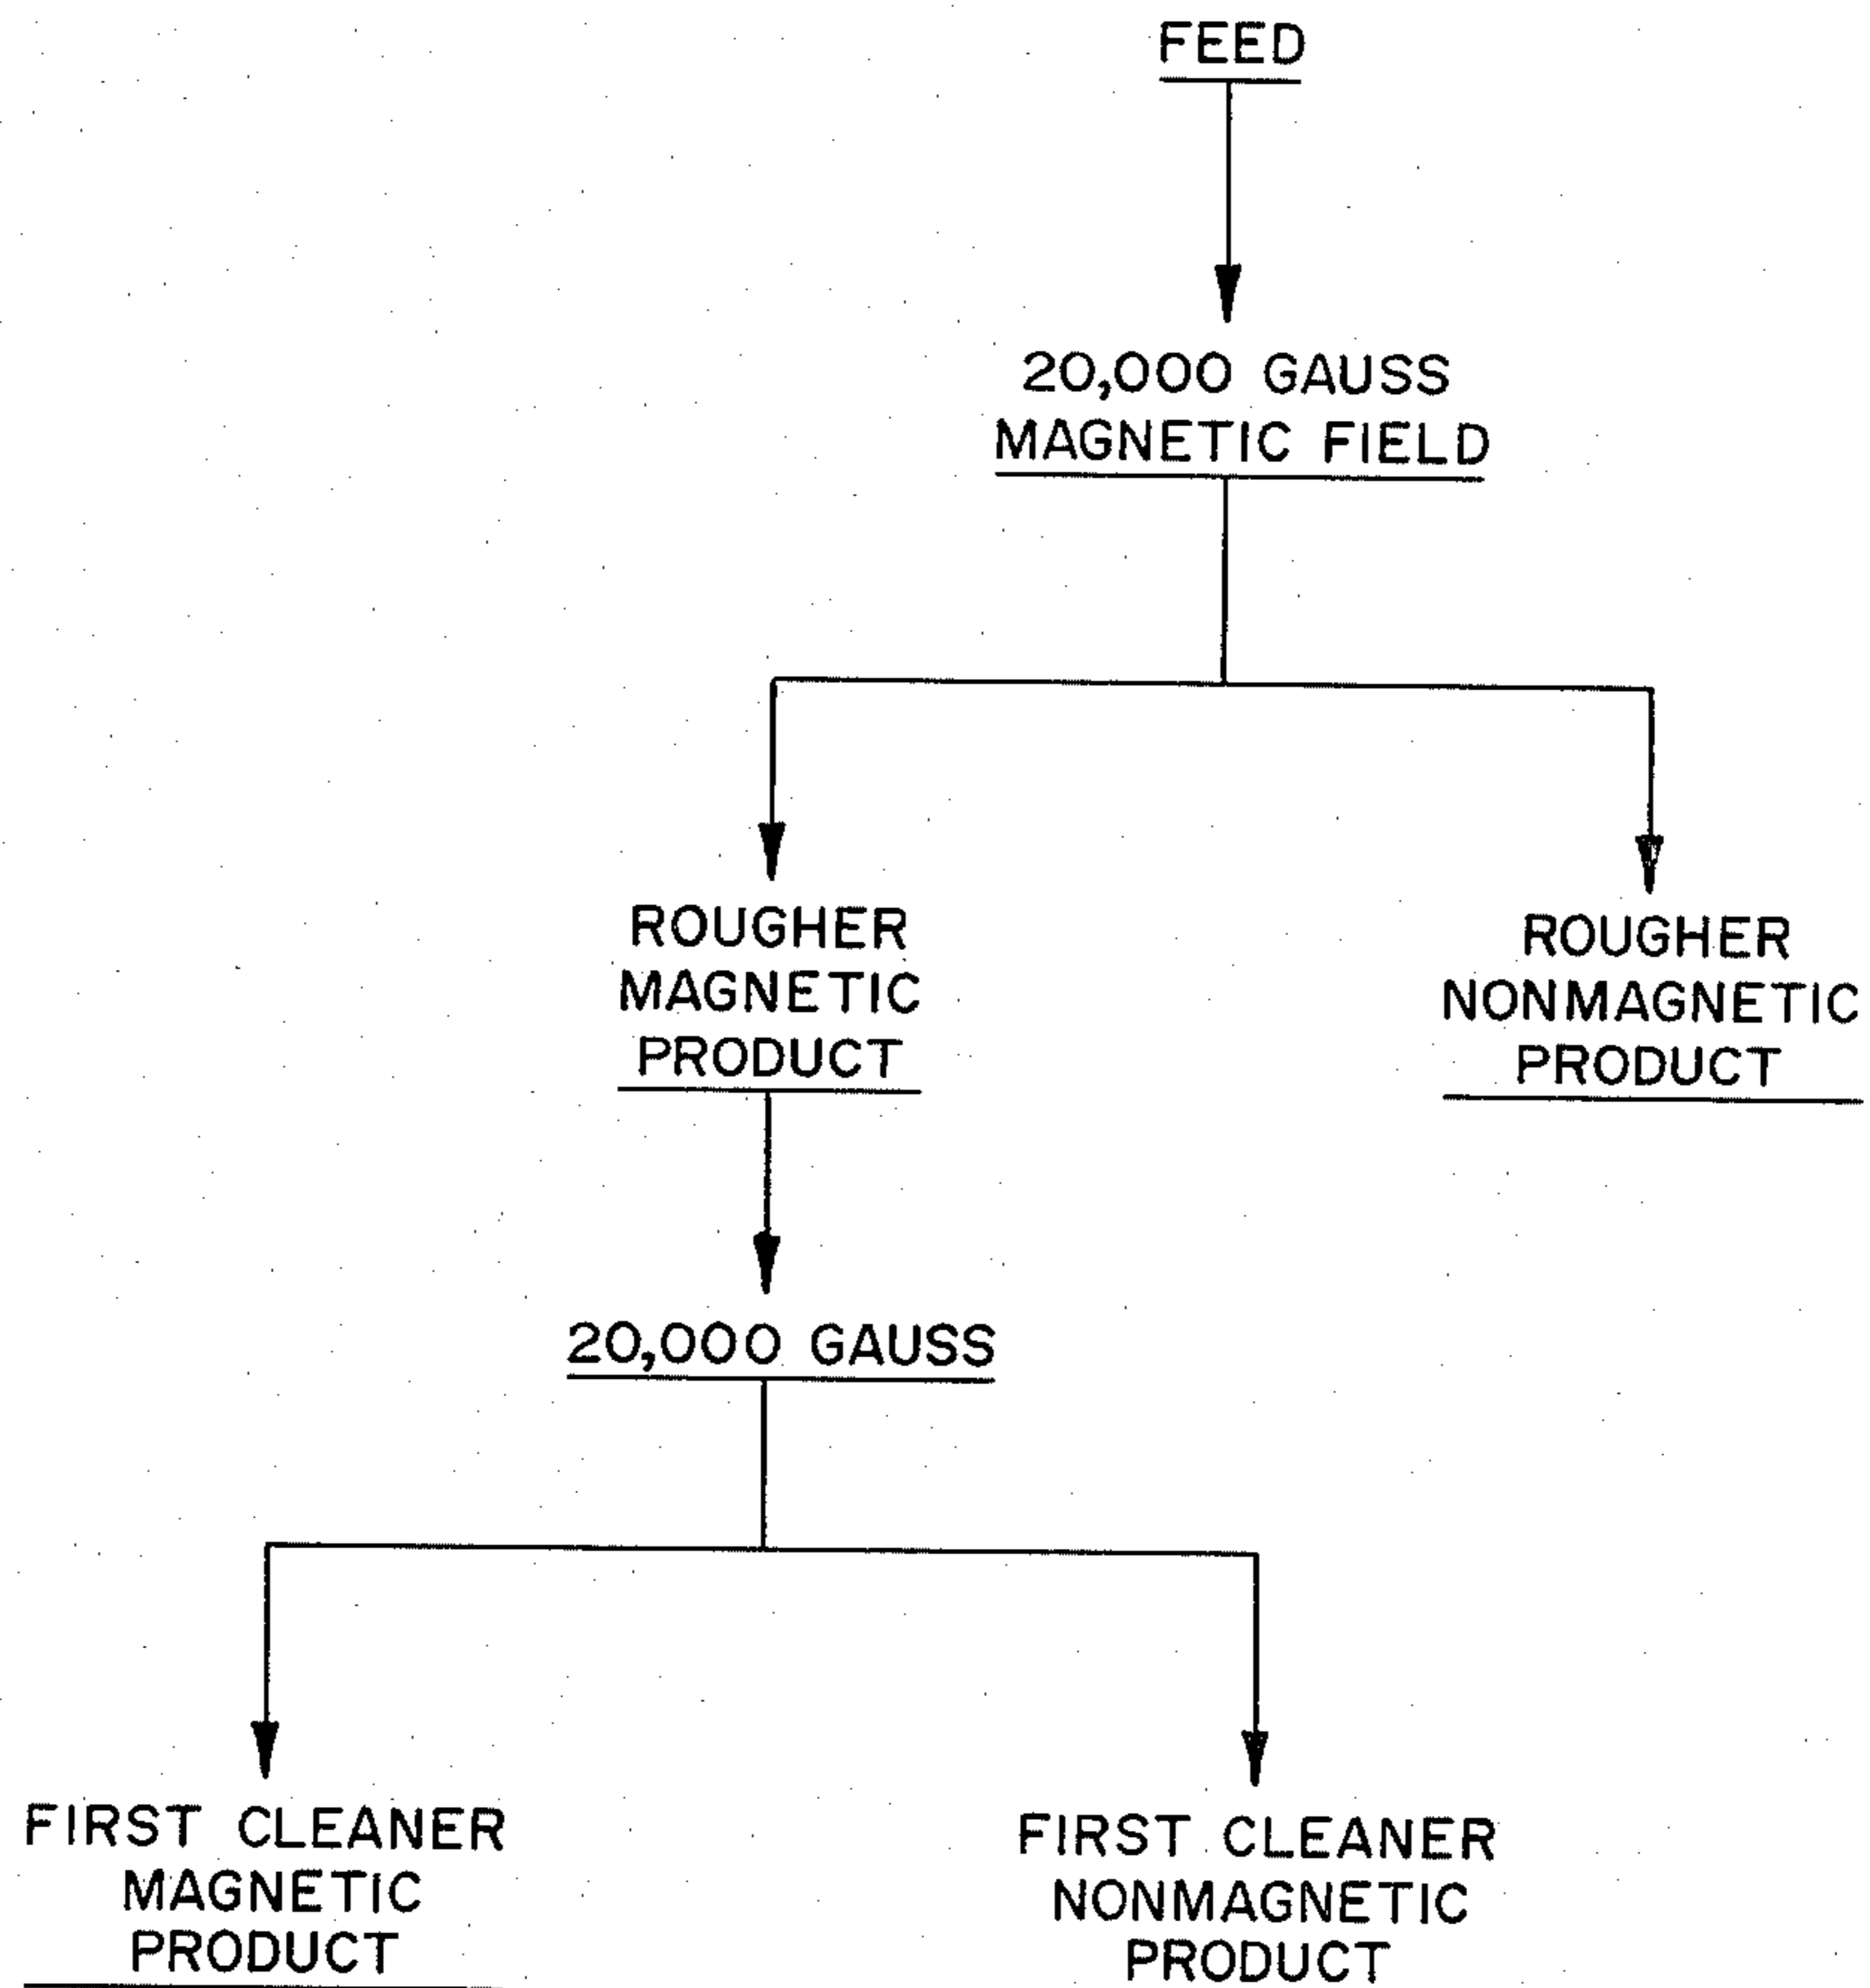 FEED
20,000 GAUSS
MAGNETIC FIELD
ROUGHER
MAGNETIC
PRODUCT
ROUGHER
NONMAGNETIC
PRODUCT
20,000 GAUSS
FIRST CLEANER
MAGNETIC
PRODUCT
FIRST CLEANER
NONMAGNETIC
PRODUCT